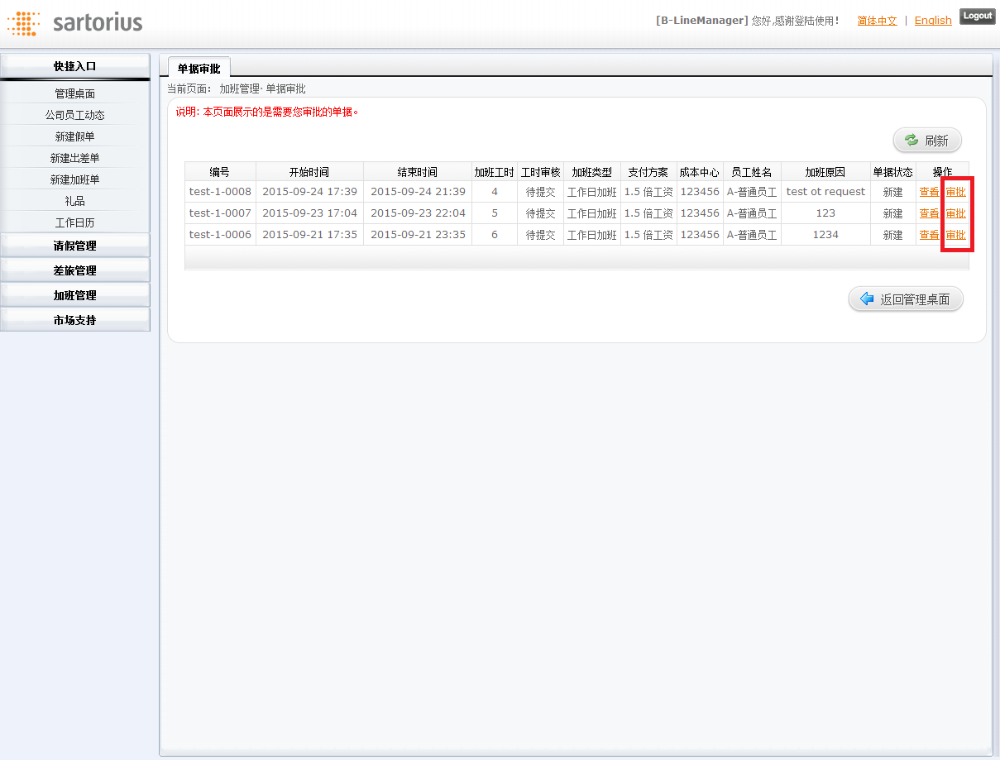 sartorius
[B-LineManager] 您好,感谢登陆使用! 简体中文 | English Logout
快捷入口
管理桌面
公司员工动态
新建假单
新建出差单
新建加班单
礼品
工作日历
请假管理
差旅管理
加班管理
市场支持
单据审批
当前页面: 加班管理· 单据审批
说明: 本页面展示的是需要您审批的单据。
刷新
编号 开始时间 结束时间 加班工时 工时审核 加班类型 支付方案 成本中心 员工姓名 加班原因 单据状态 操作
test-1-0008 2015-09-24 17:39 2015-09-24 21:39 4 待提交 工作日加班 1.5 倍工资 123456 A-普通员工 test ot request 新建 查看 审批
test-1-0007 2015-09-23 17:04 2015-09-23 22:04 5 待提交 工作日加班 1.5 倍工资 123456 A-普通员工 123 新建 查看 审批
test-1-0006 2015-09-21 17:35 2015-09-21 23:35 6 待提交 工作日加班 1.5 倍工资 123456 A-普通员工 1234 新建 查看 审批
返回管理桌面